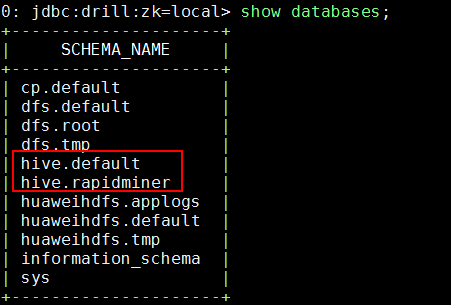 0: jdbc:drill:zk=local> show databases;
+---------------------+
|     SCHEMA_NAME     |
+---------------------+
| cp.default          |
| dfs.default         |
| dfs.root            |
| dfs.tmp             |
| hive.default        |
| hive.rapidminer     |
| huaweihdfs.applogs  |
| huaweihdfs.default  |
| huaweihdfs.tmp      |
| information_schema  |
| sys                 |
+---------------------+